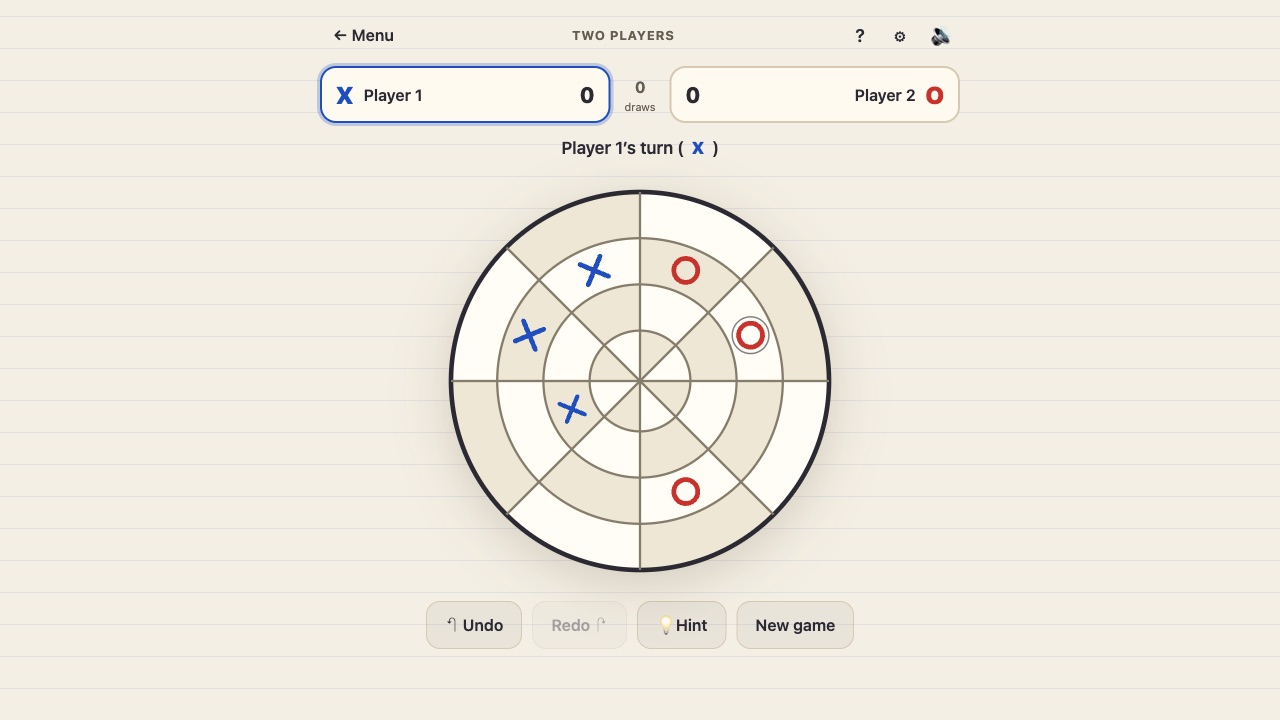 ← Menu
TWO PLAYERS
?
X Player 1 0
0
draws
0 Player 2 O
Player 1's turn ( X )
Undo
Redo
Hint
New game